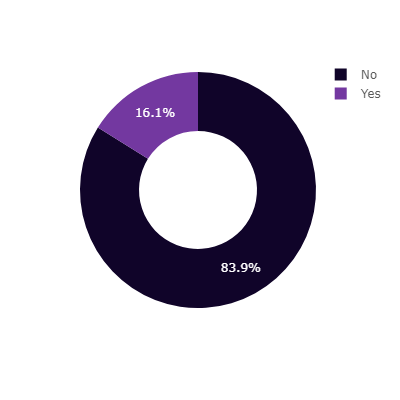 No
Yes
16.1%
83.9%